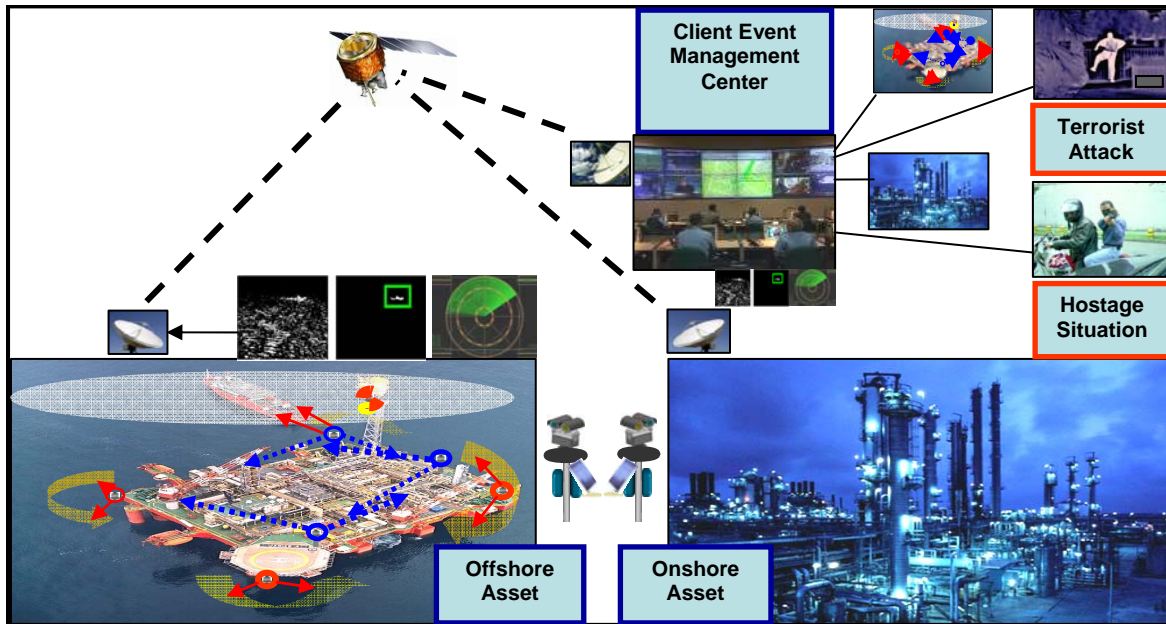 Client Event
Management
Center
Terrorist
Attack
Hostage
Situation
Offshore
Asset
Onshore
Asset